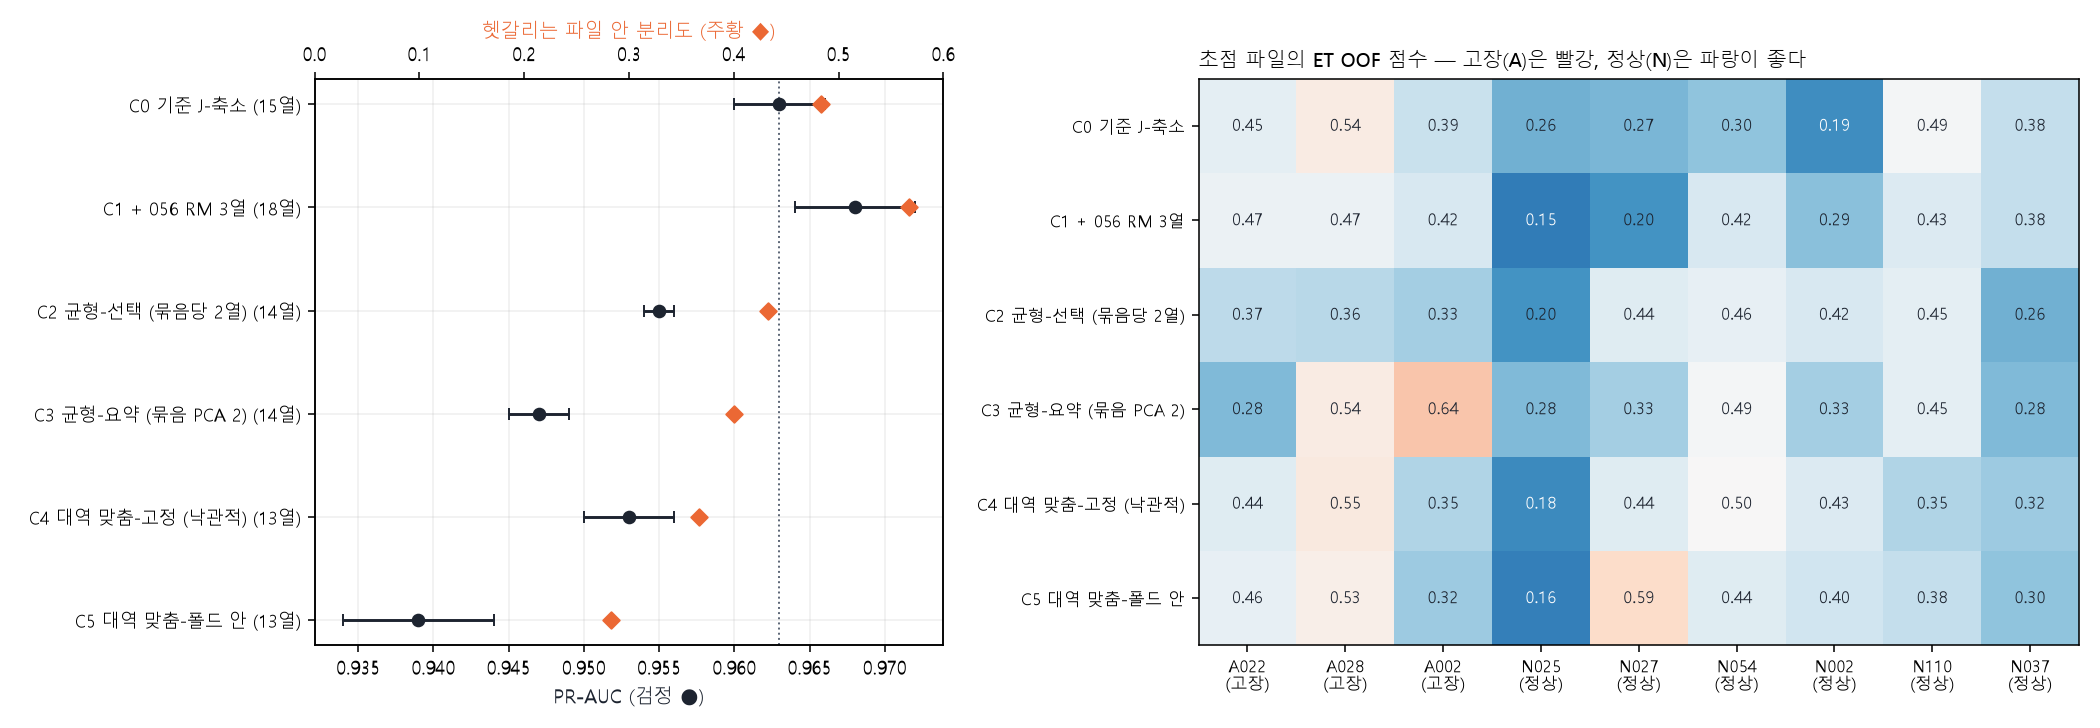 헷갈리는 파일 안 분리도 (주황 ◆)
0.0 0.1 0.2 0.3 0.4 0.5 0.6
C0 기준 J-축소 (15열)
C1 + 056 RM 3열 (18열)
C2 균형-선택 (묶음당 2열) (14열)
C3 균형-요약 (묶음 PCA 2) (14열)
C4 대역 맞춤-고정 (낙관적) (13열)
C5 대역 맞춤-폴드 안 (13열)
0.935 0.940 0.945 0.950 0.955 0.960 0.965 0.970
PR-AUC (검정 ●)
초점 파일의 ET OOF 점수 — 고장(A)은 빨강, 정상(N)은 파랑이 좋다
C0 기준 J-축소 0.45 0.54 0.39 0.26 0.27 0.30 0.19 0.49 0.38
C1 + 056 RM 3열 0.47 0.47 0.42 0.15 0.20 0.42 0.29 0.43 0.38
C2 균형-선택 (묶음당 2열) 0.37 0.36 0.33 0.20 0.44 0.46 0.42 0.45 0.26
C3 균형-요약 (묶음 PCA 2) 0.28 0.54 0.64 0.28 0.33 0.49 0.33 0.45 0.28
C4 대역 맞춤-고정 (낙관적) 0.44 0.55 0.35 0.18 0.44 0.50 0.43 0.35 0.32
C5 대역 맞춤-폴드 안 0.46 0.53 0.32 0.16 0.59 0.44 0.40 0.38 0.30
A022 A028 A002 N025 N027 N054 N002 N110 N037
(고장) (고장) (고장) (정상) (정상) (정상) (정상) (정상) (정상)